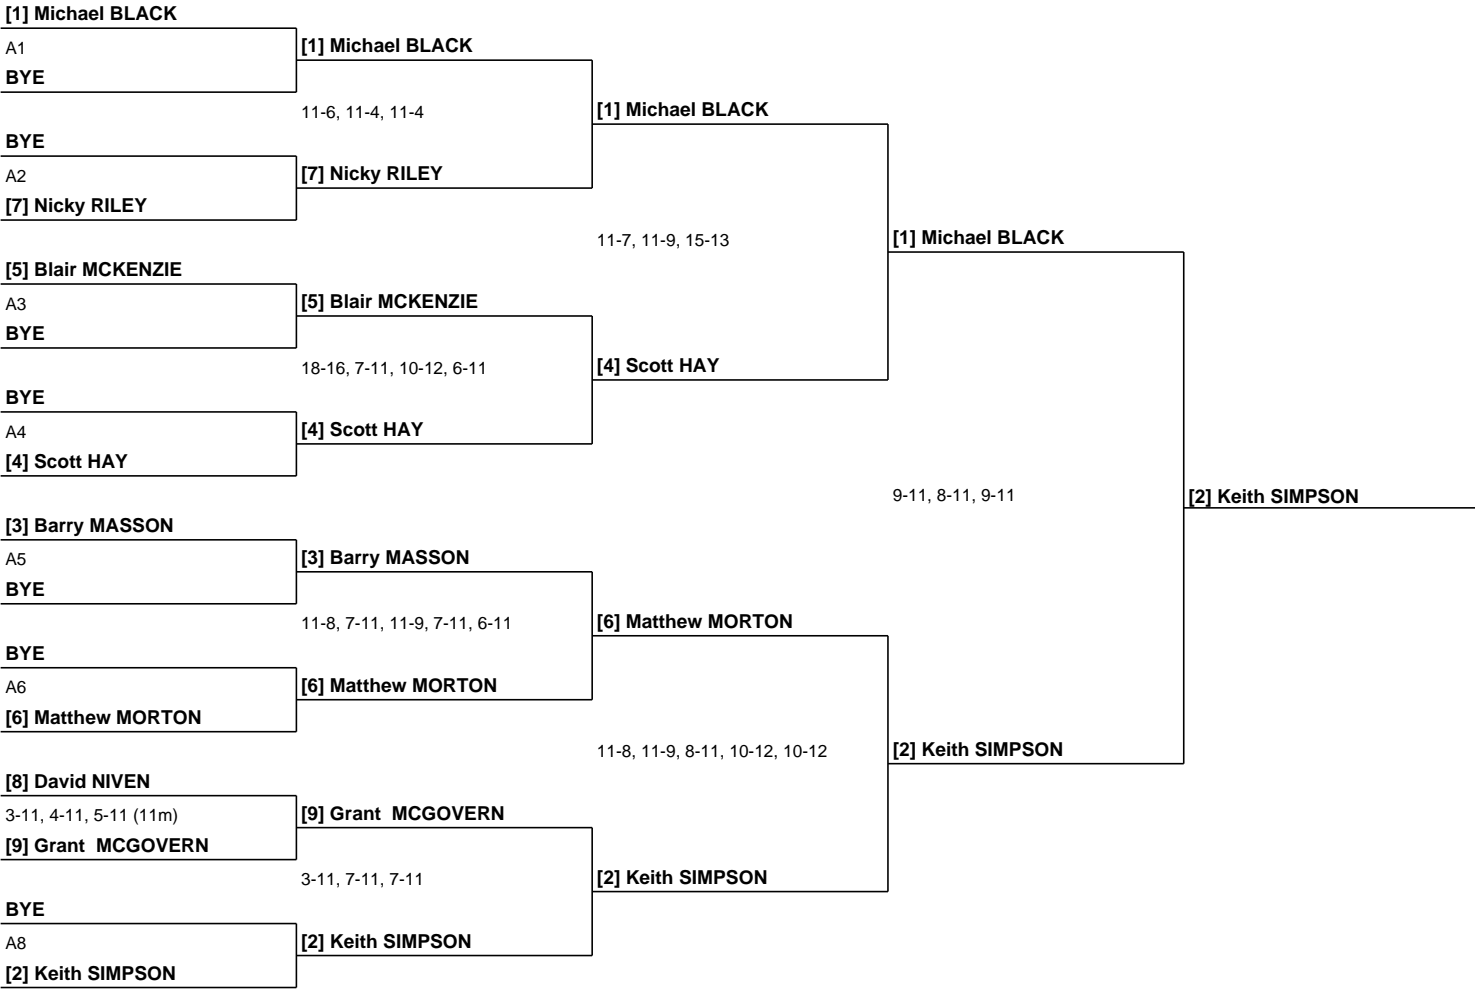 [1] Michael BLACK
A1
BYE
BYE
A2
[7] Nicky RILEY
[5] Blair MCKENZIE
A3
BYE
BYE
A4
[4] Scott HAY
[3] Barry MASSON
A5
BYE
BYE
A6
[6] Matthew MORTON
[8] David NIVEN
3-11, 4-11, 5-11 (11m)
[9] Grant  MCGOVERN
BYE
A8
[2] Keith SIMPSON
[1] Michael BLACK
11-6, 11-4, 11-4
[7] Nicky RILEY
[5] Blair MCKENZIE
18-16, 7-11, 10-12, 6-11
[4] Scott HAY
[3] Barry MASSON
11-8, 7-11, 11-9, 7-11, 6-11
[6] Matthew MORTON
[9] Grant  MCGOVERN
3-11, 7-11, 7-11
[2] Keith SIMPSON
[1] Michael BLACK
11-7, 11-9, 15-13
[4] Scott HAY
[6] Matthew MORTON
11-8, 11-9, 8-11, 10-12, 10-12
[2] Keith SIMPSON
[1] Michael BLACK
9-11, 8-11, 9-11
[2] Keith SIMPSON
[2] Keith SIMPSON